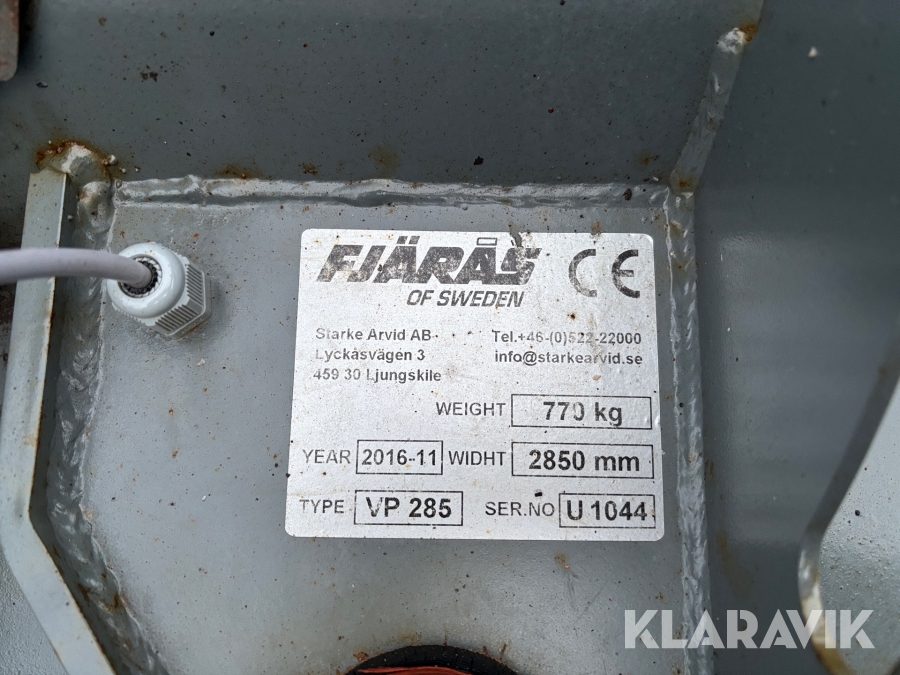 FJÄRÅS CE
OF SWEDEN
Starke Arvid AB Tel.+46-(0)522-22000
Lyckåsvägen 3 info@starkearvid.se
459 30 Ljungskile
WEIGHT 770 kg
YEAR 2016-11 WIDHT 2850 mm
TYPE VP 285 SER.NO U 1044
KLARAVIK